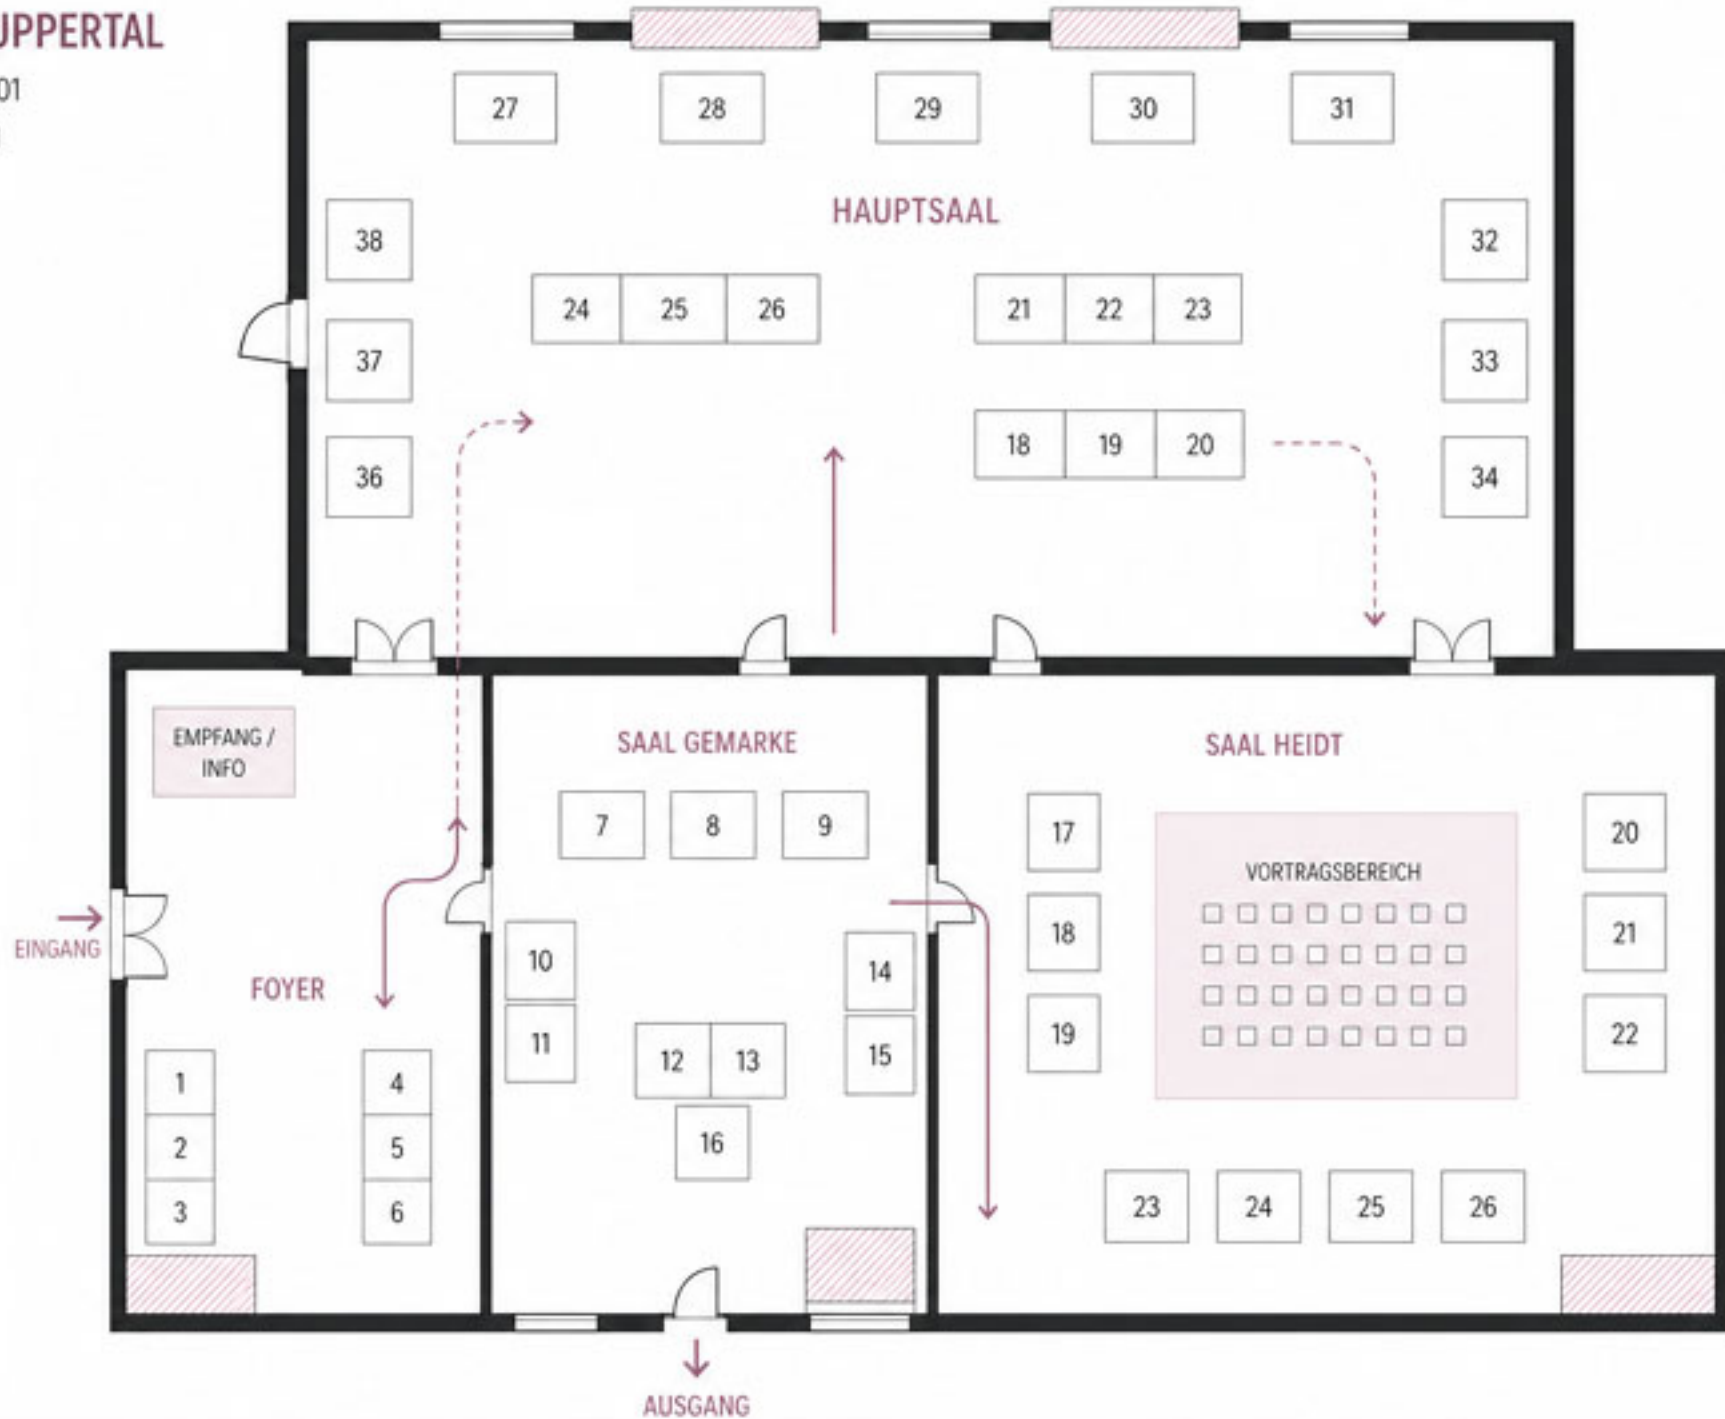 UPPERTAL
01
27 28 29 30 31
HAUPTSAAL
38 32
24 25 26 21 22 23
37 33
18 19 20
36 34
EMPFANG /
INFO
SAAL GEMARKE
SAAL HEIDT
7 8 9
17 20
VORTRAGSBEREICH
EINGANG
18 21
10 14
FOYER
19 22
11 12 13 15
1 4
2 5
16
3 6
23 24 25 26
AUSGANG